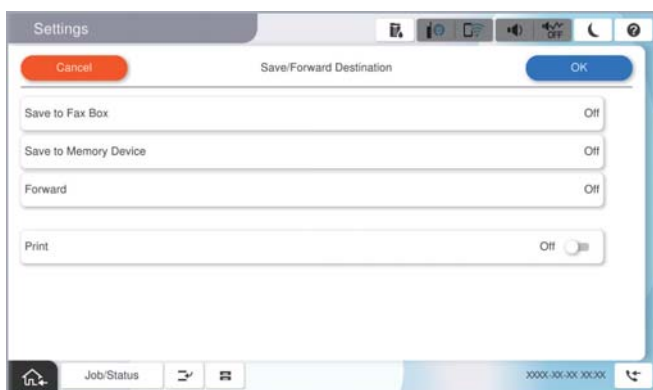 Settings
OFF
Cancel
Save/Forward Destination
OK
Save to Fax Box
Off
Save to Memory Device
Off
Forward
Off
Print
Off
Job/Status
XXXX-XX-XX XX:XX